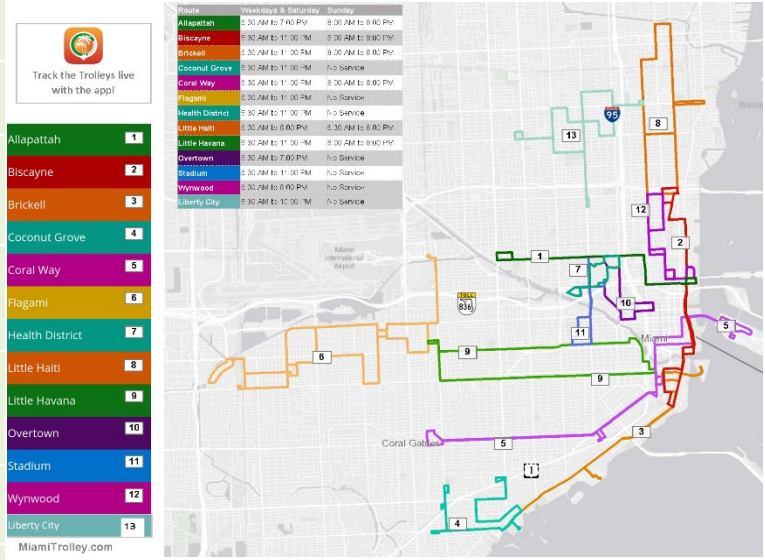 Track the Trolleys live
with the app!
Allapattah 1
Biscayne 2
Brickell 3
Coconut Grove 4
Coral Way 5
Flagami 6
Health District 7
Little Haiti 8
Little Havana 9
Overtown 10
Stadium 11
Wynwood 12
Liberty City 13
MiamiTrolley.com
Route Weekdays & Saturday Sunday
Allapattah 6:30 AM to 7:00 PM 8:00 AM to 8:00 PM
Biscayne 6:30 AM to 11:00 PM 8:00 AM to 8:00 PM
Brickell 6:30 AM to 11:00 PM 8:00 AM to 8:00 PM
Coconut Grove 6:30 AM to 11:00 PM No Service
Coral Way 6:30 AM to 11:00 PM 8:00 AM to 8:00 PM
Flagami 6:30 AM to 11:00 PM No Service
Health District 6:30 AM to 11:00 PM No Service
Little Haiti AM to PM AM to 8:00 PM
Little Havana 6:30 AM to 11:00 PM 8:00 AM to 8:00 PM
Overtown 6:30 AM to 7:00 PM No Service
Stadium 6:30 AM to 11:00 PM No Service
Wynwood 6:30 AM to PM No Service
Liberty City AM to 10:00 PM No Service
95
13
8
12
2
Miami
International
Airport
1
7
TOLL
836
10
11
5
Miami
6
9
9
3
Coral Gables
5
1
4